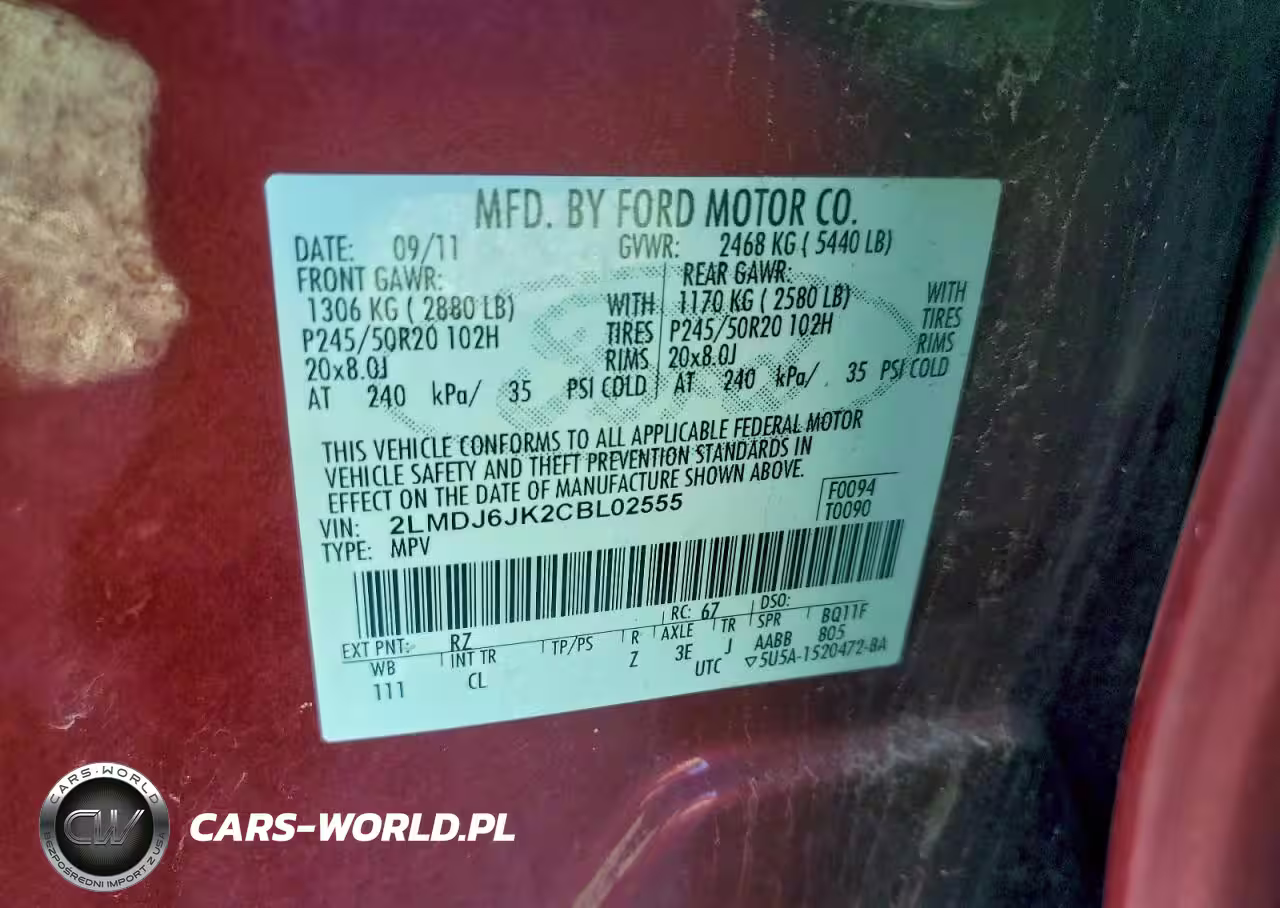 MFD. BY FORD MOTOR CO.
DATE: 09/11 GVWR: 2468 KG ( 5440 LB)
FRONT GAWR: REAR GAWR:
1306 KG ( 2880 LB) WITH 1170 KG ( 2580 LB) WITH
P245/50R20 102H TIRES P245/50R20 102H TIRES
20x8.0J RIMS 20x8.0J RIMS
AT 240 kPa/ 35 PSI COLD AT 240 kPa/ 35 PSI COLD
THIS VEHICLE CONFORMS TO ALL APPLICABLE FEDERAL MOTOR
VEHICLE SAFETY AND THEFT PREVENTION STANDARDS IN
EFFECT ON THE DATE OF MANUFACTURE SHOWN ABOVE.
VIN: 2LMDJ6JK2CBL02555 F0094
TYPE: MPV T0090
EXT PNT: RZ RC: 67 DSO:
WB INT TR TP/PS R AXLE TR SPR BQ11F
111 CL Z 3E J AABB 805
UTC ▽5U5A-1520472-BA
CARS-WORLD
CW
BEZPOŚREDNI IMPORT Z USA
CARS-WORLD.PL